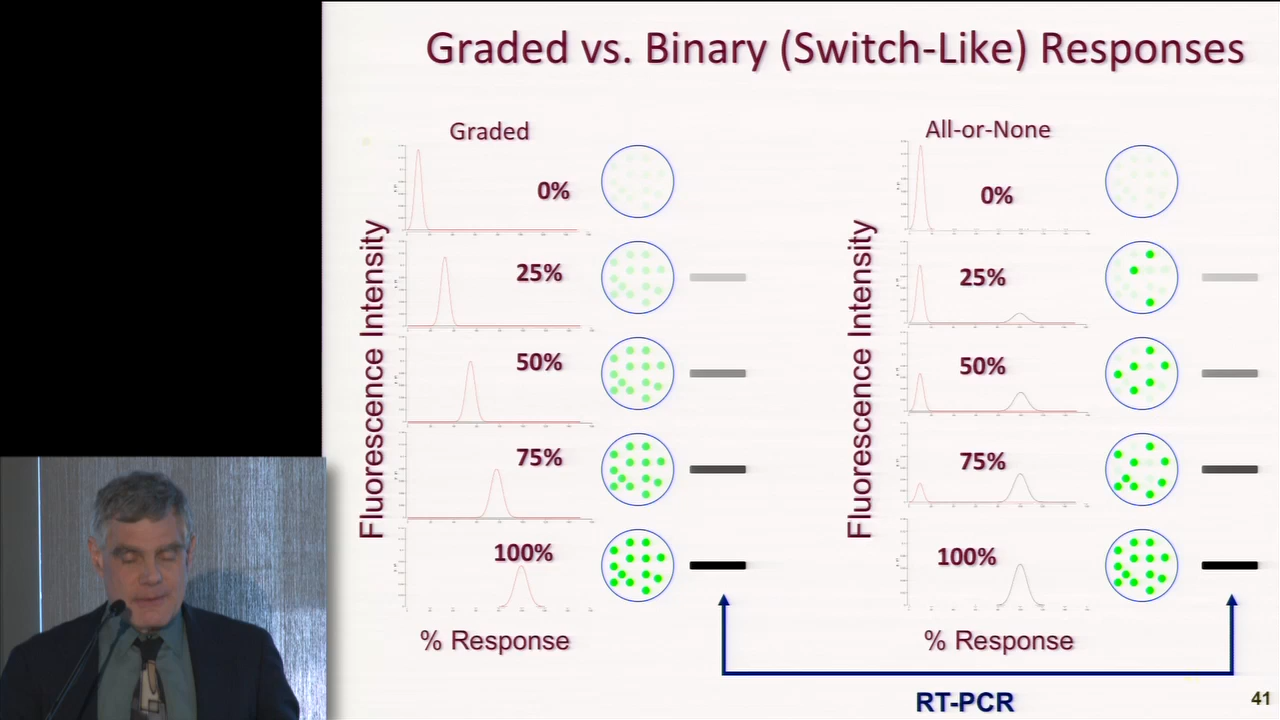 Graded vs. Binary (Switch-Like) Responses
Graded
Fluorescence Intensity
0%
25%
50%
75%
100%
% Response
All-or-None
Fluorescence Intensity
0%
25%
50%
75%
100%
% Response
RT-PCR
41